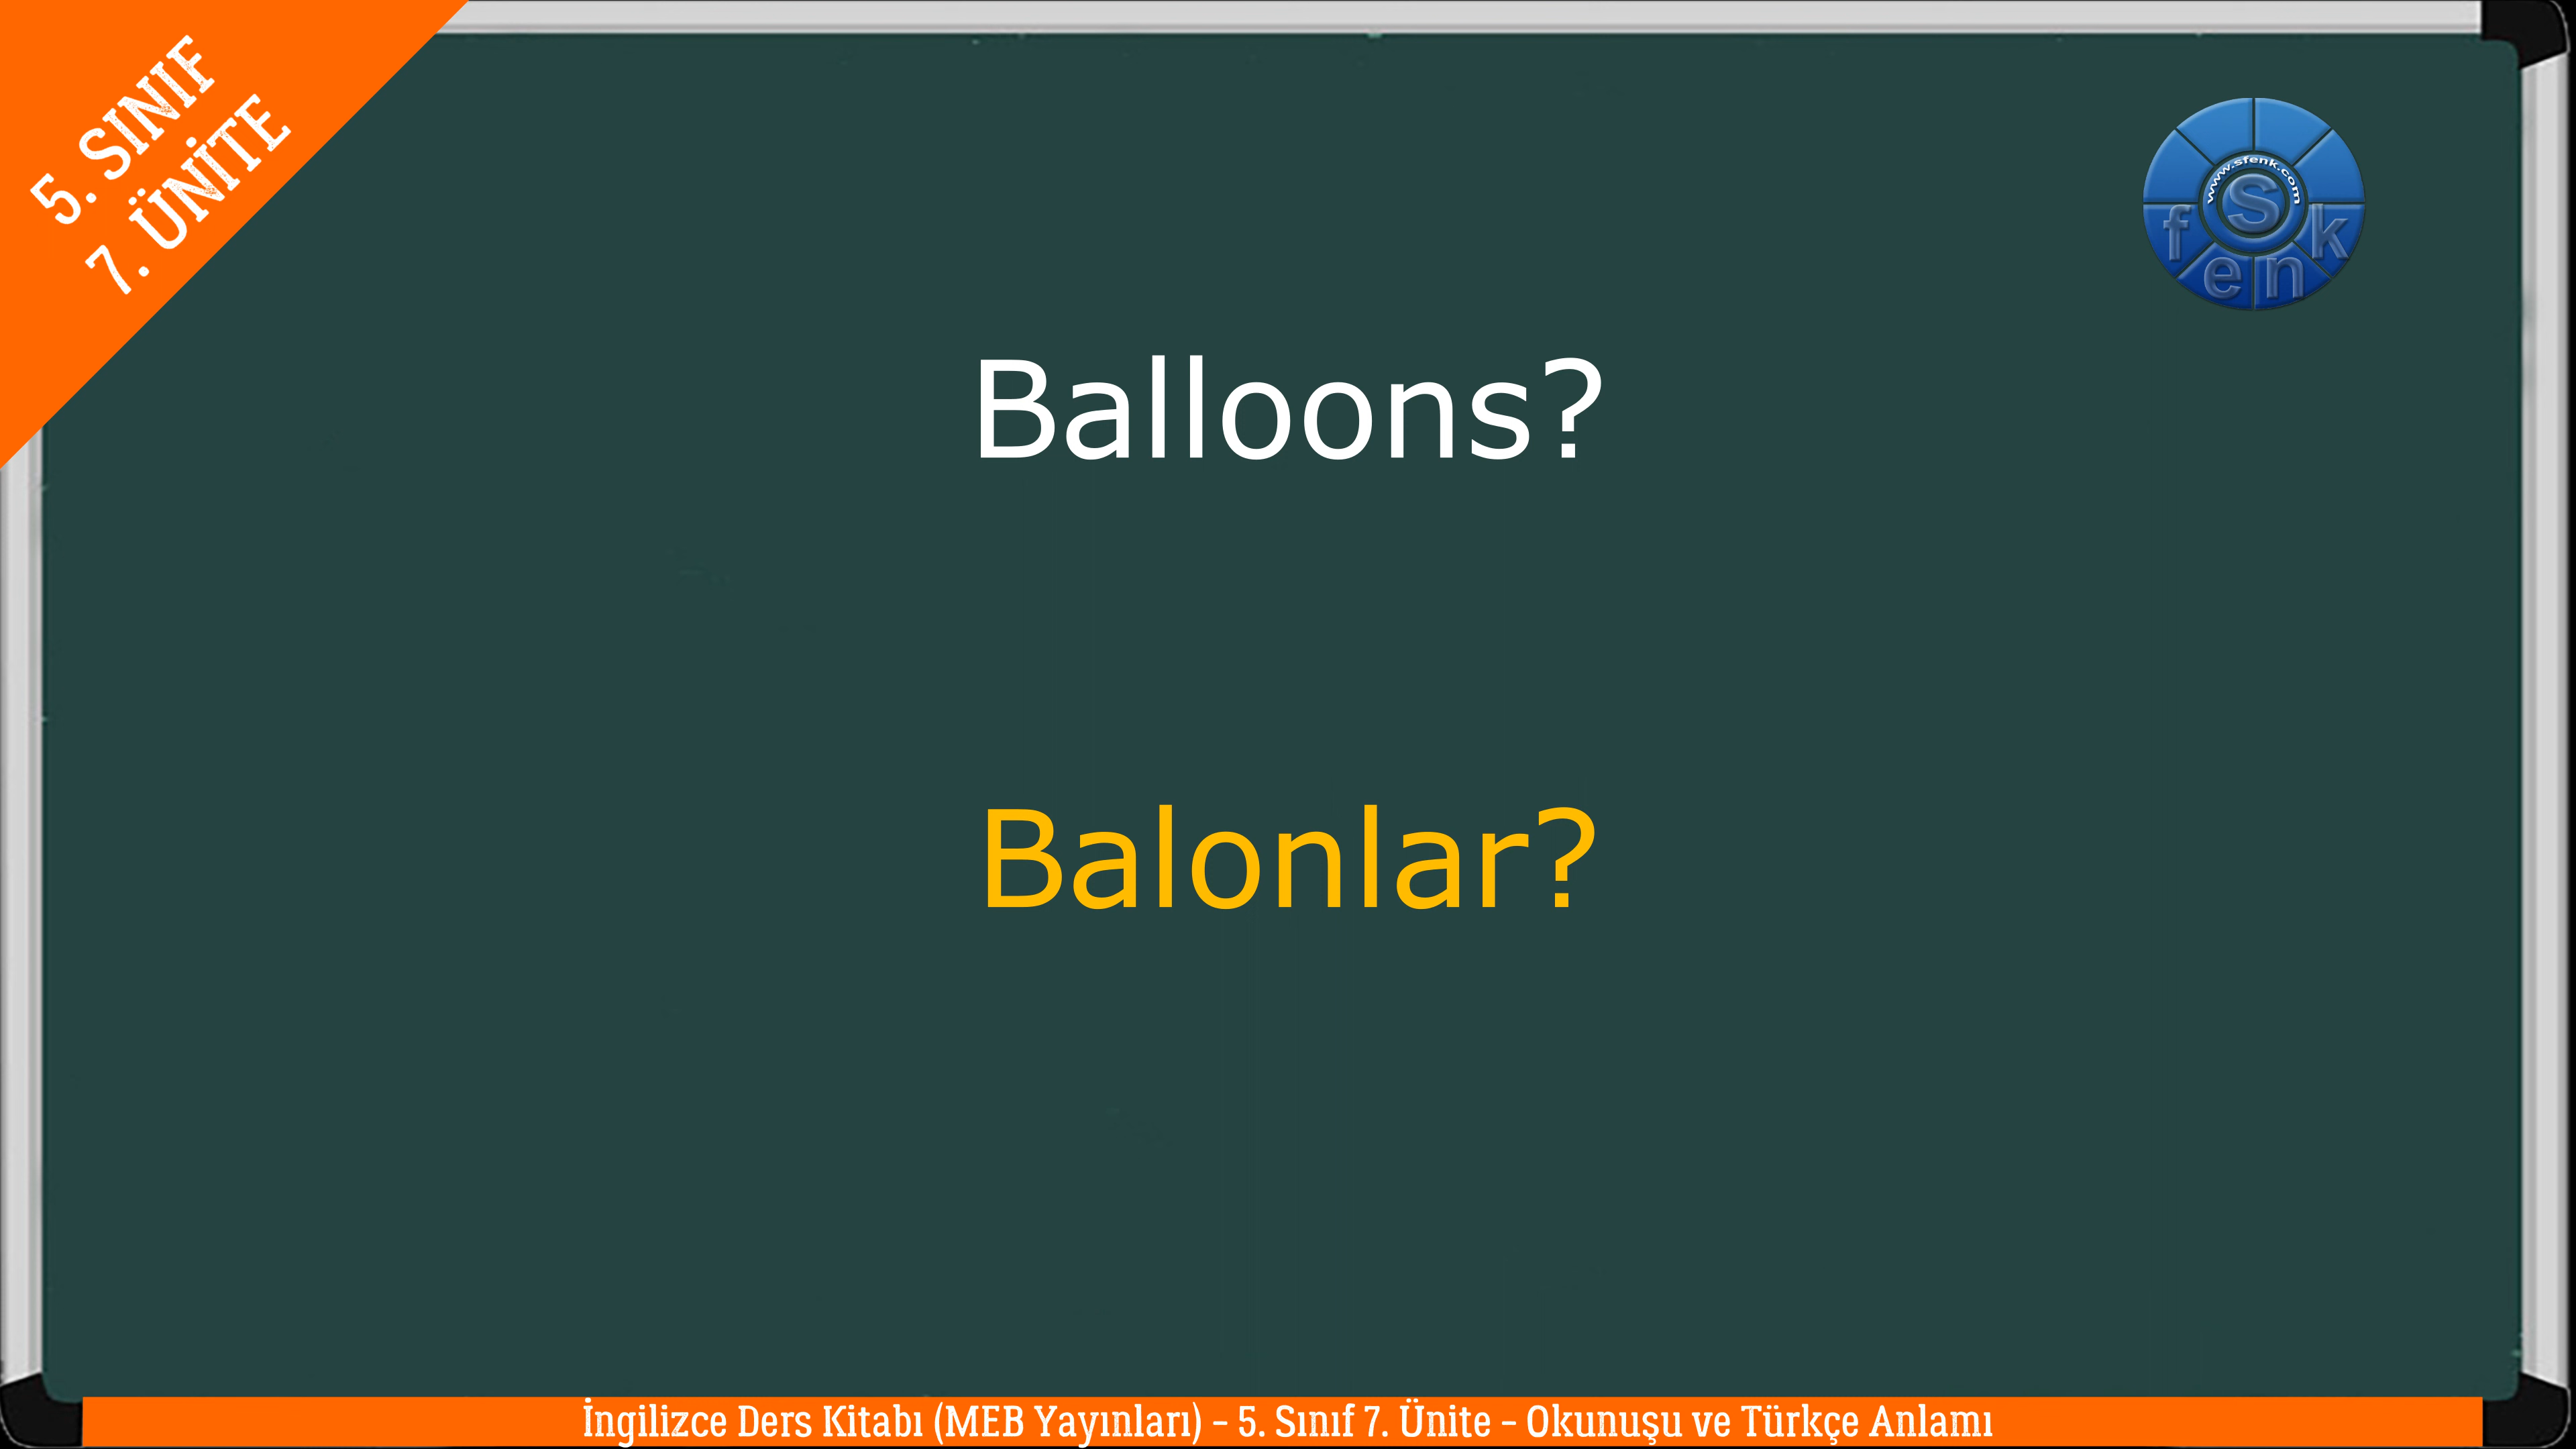 5. SINIF
7. ÜNİTE
www.sfenk.com
S
f e n k
Balloons?
Balonlar?
İngilizce Ders Kitabı (MEB Yayınları) – 5. Sınıf 7. Ünite – Okunuşu ve Türkçe Anlamı